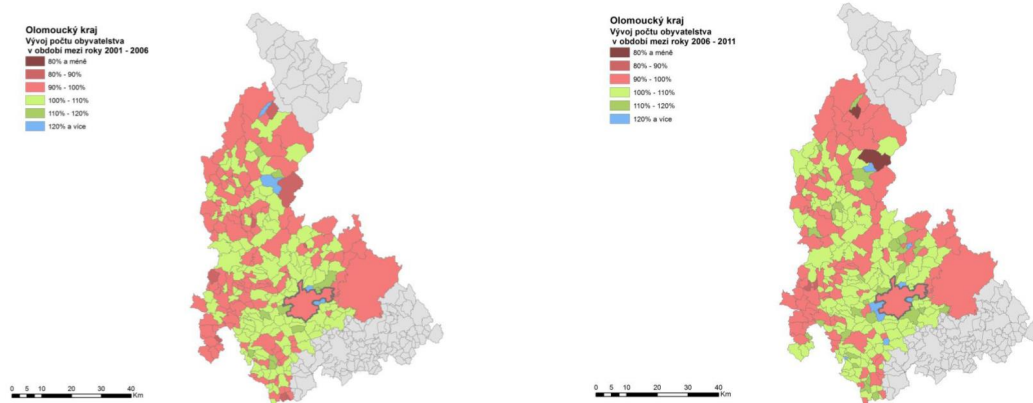 Olomoucký kraj
Vývoj počtu obyvatelstva
v období mezi roky 2001 - 2006
80% a méně
80% - 90%
90% - 100%
100% - 110%
110% - 120%
120% a více
0 5 10 20 30 40
Km
Olomoucký kraj
Vývoj počtu obyvatelstva
v období mezi roky 2006 - 2011
80% a méně
80% - 90%
90% - 100%
100% - 110%
110% - 120%
120% a více
0 5 10 20 30 40
Km